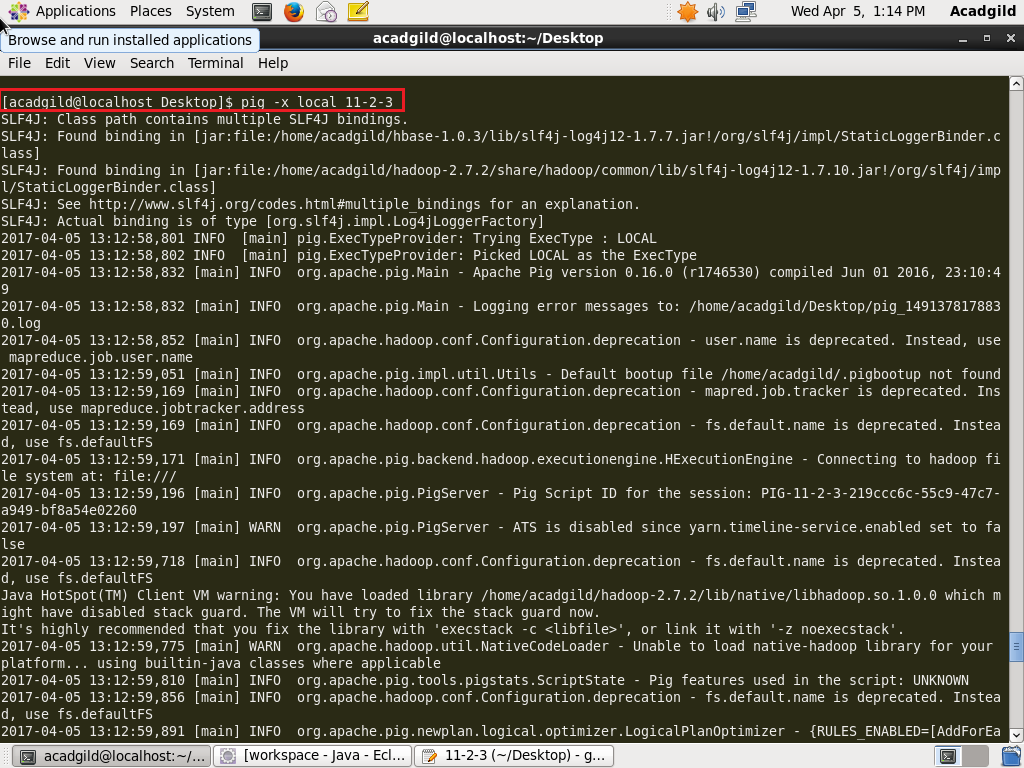 Applications Places System Wed Apr 5, 1:14 PM Acadgild
Browse and run installed applications
acadgild@localhost:~/Desktop
File Edit View Search Terminal Help
[acadgild@localhost Desktop]$ pig -x local 11-2-3
SLF4J: Class path contains multiple SLF4J bindings.
SLF4J: Found binding in [jar:file:/home/acadgild/hbase-1.0.3/lib/slf4j-log4j12-1.7.7.jar!/org/slf4j/impl/StaticLoggerBinder.c
lass]
SLF4J: Found binding in [jar:file:/home/acadgild/hadoop-2.7.2/share/hadoop/common/lib/slf4j-log4j12-1.7.10.jar!/org/slf4j/imp
l/StaticLoggerBinder.class]
SLF4J: See http://www.slf4j.org/codes.html#multiple_bindings for an explanation.
SLF4J: Actual binding is of type [org.slf4j.impl.Log4jLoggerFactory]
2017-04-05 13:12:58,801 INFO  [main] pig.ExecTypeProvider: Trying ExecType : LOCAL
2017-04-05 13:12:58,802 INFO  [main] pig.ExecTypeProvider: Picked LOCAL as the ExecType
2017-04-05 13:12:58,832 [main] INFO  org.apache.pig.Main - Apache Pig version 0.16.0 (r1746530) compiled Jun 01 2016, 23:10:4
9
2017-04-05 13:12:58,832 [main] INFO  org.apache.pig.Main - Logging error messages to: /home/acadgild/Desktop/pig_149137817883
0.log
2017-04-05 13:12:58,852 [main] INFO  org.apache.hadoop.conf.Configuration.deprecation - user.name is deprecated. Instead, use
 mapreduce.job.user.name
2017-04-05 13:12:59,051 [main] INFO  org.apache.pig.impl.util.Utils - Default bootup file /home/acadgild/.pigbootup not found
2017-04-05 13:12:59,169 [main] INFO  org.apache.hadoop.conf.Configuration.deprecation - mapred.job.tracker is deprecated. Ins
tead, use mapreduce.jobtracker.address
2017-04-05 13:12:59,169 [main] INFO  org.apache.hadoop.conf.Configuration.deprecation - fs.default.name is deprecated. Instea
d, use fs.defaultFS
2017-04-05 13:12:59,171 [main] INFO  org.apache.pig.backend.hadoop.executionengine.HExecutionEngine - Connecting to hadoop fi
le system at: file:///
2017-04-05 13:12:59,196 [main] INFO  org.apache.pig.PigServer - Pig Script ID for the session: PIG-11-2-3-219ccc6c-55c9-47c7-
a949-bf8a54e02260
2017-04-05 13:12:59,197 [main] WARN  org.apache.pig.PigServer - ATS is disabled since yarn.timeline-service.enabled set to fa
lse
2017-04-05 13:12:59,718 [main] INFO  org.apache.hadoop.conf.Configuration.deprecation - fs.default.name is deprecated. Instea
d, use fs.defaultFS
Java HotSpot(TM) Client VM warning: You have loaded library /home/acadgild/hadoop-2.7.2/lib/native/libhadoop.so.1.0.0 which m
ight have disabled stack guard. The VM will try to fix the stack guard now.
It's highly recommended that you fix the library with 'execstack -c <libfile>', or link it with '-z noexecstack'.
2017-04-05 13:12:59,775 [main] WARN  org.apache.hadoop.util.NativeCodeLoader - Unable to load native-hadoop library for your 
platform... using builtin-java classes where applicable
2017-04-05 13:12:59,810 [main] INFO  org.apache.pig.tools.pigstats.ScriptState - Pig features used in the script: UNKNOWN
2017-04-05 13:12:59,856 [main] INFO  org.apache.hadoop.conf.Configuration.deprecation - fs.default.name is deprecated. Instea
d, use fs.defaultFS
2017-04-05 13:12:59,891 [main] INFO  org.apache.pig.newplan.logical.optimizer.LogicalPlanOptimizer - {RULES_ENABLED=[AddForEa
acadgild@localhost:~/... [workspace - Java - Ecl... 11-2-3 (~/Desktop) - g...